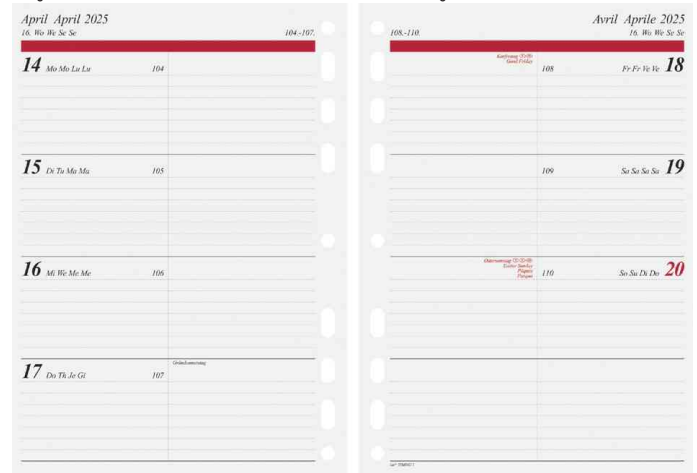 April April 2025
16. Wo We Se Se 104.-107.
14 Mo Mo Lu Lu 104
15 Di Tu Ma Ma 105
16 Mi We Me Me 106
Gründonnerstag
17 Do Th Je Gi 107
Avril Aprile 2025
108.-110. 16. Wo We Se Se
Karfreitag
Good Friday
108 Fr Fr Ve Ve 18
109 Sa Sa Sa Sa 19
Ostersonntag
Easter Sunday
Pâques
Pasqua
110 So Su Di Do 20